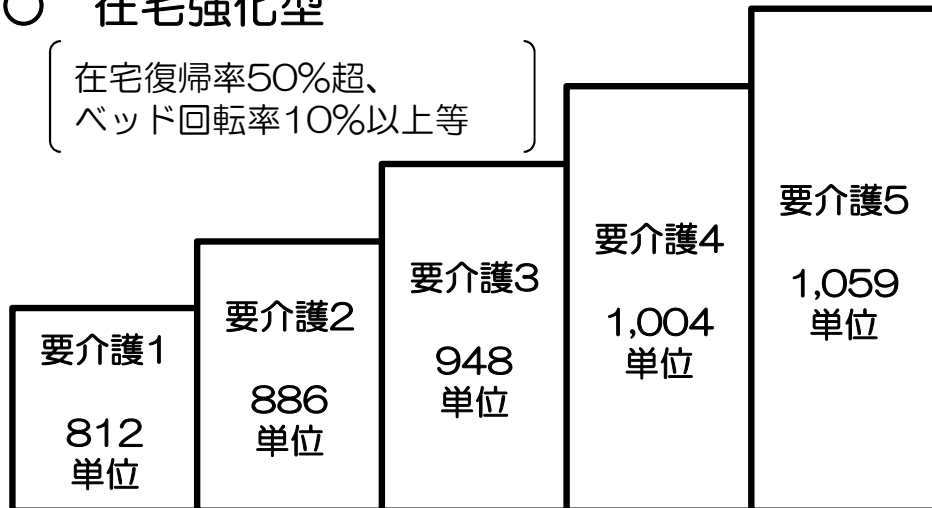 ○ 在宅強化型
在宅復帰率50%超、
ベッド回転率10%以上等
要介護1
812
単位
要介護2
886
単位
要介護3
948
単位
要介護4
1,004
単位
要介護5
1,059
単位